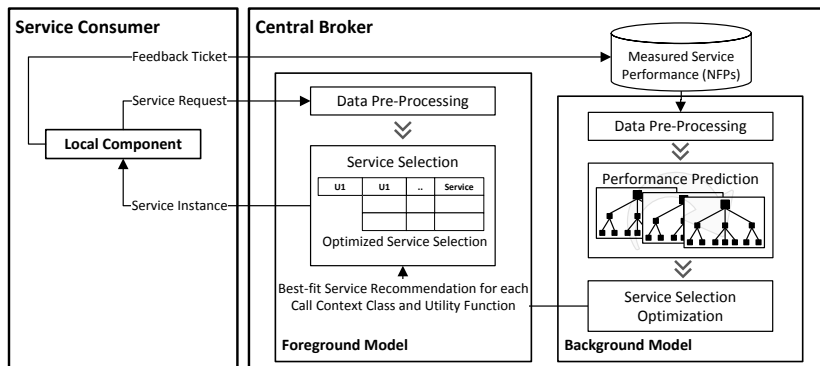 Service Consumer
Central Broker
Feedback Ticket
Measured Service
Performance (NFPs)
Service Request
Data Pre-Processing
Data Pre-Processing
Local Component
Service Selection
U1 U1 .. Service
Optimized Service Selection
Service Instance
Performance Prediction
Best-fit Service Recommendation for each
Call Context Class and Utility Function
Service Selection
Optimization
Foreground Model
Background Model